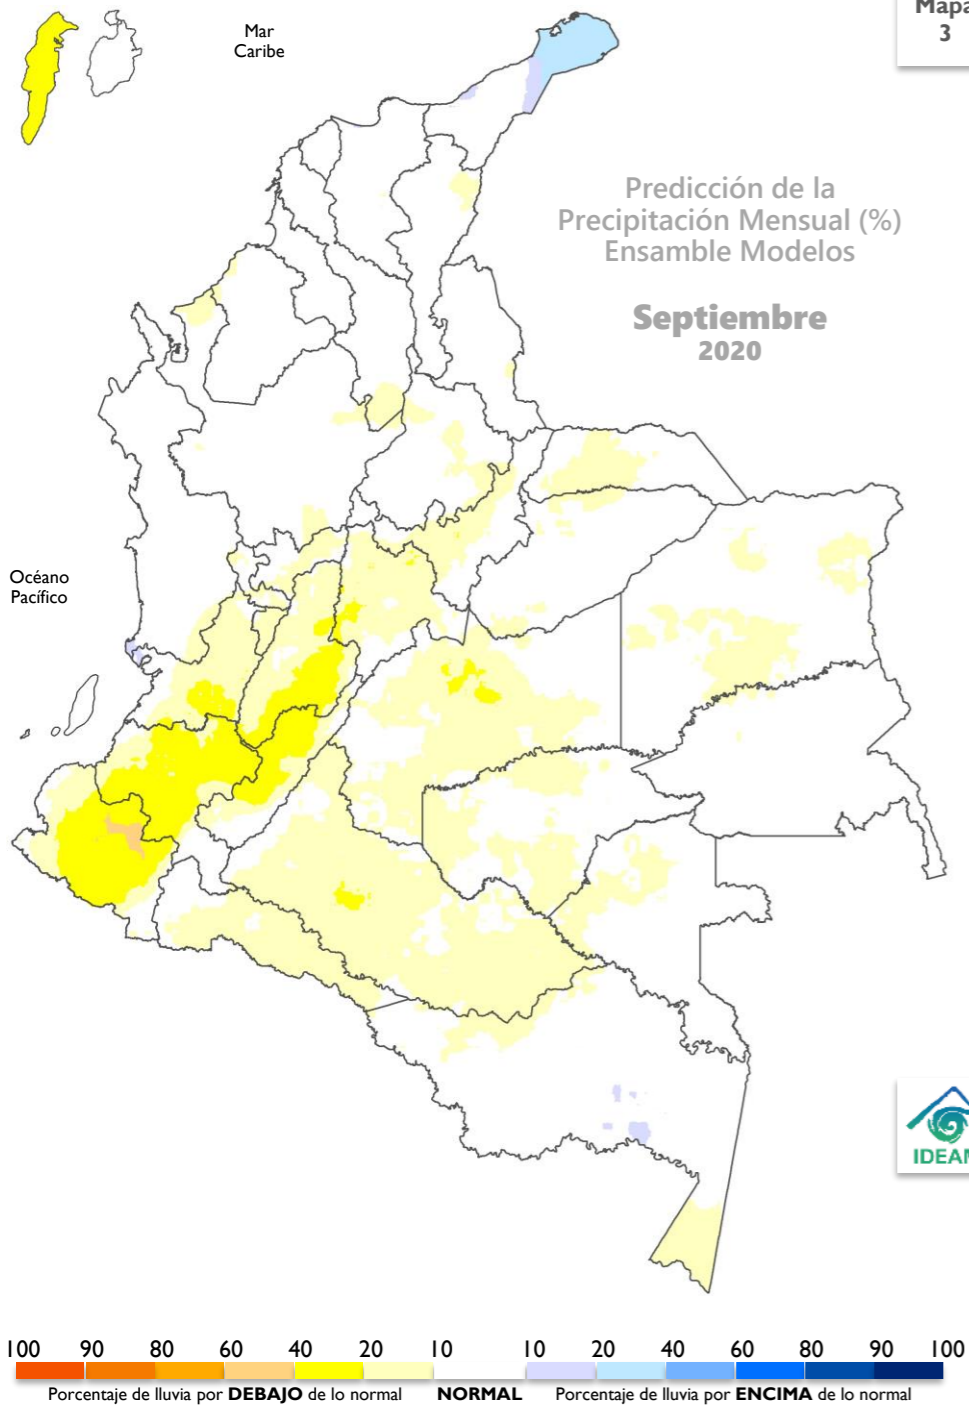 Mapa
3
Mar
Caribe
Predicción de la
Precipitación Mensual (%)
Ensamble Modelos
Septiembre
2020
Océano
Pacífico
IDEAM
100 90 80 60 40 20 10 10 20 40 60 80 90 100
Porcentaje de lluvia por DEBAJO de lo normal NORMAL Porcentaje de lluvia por ENCIMA de lo normal